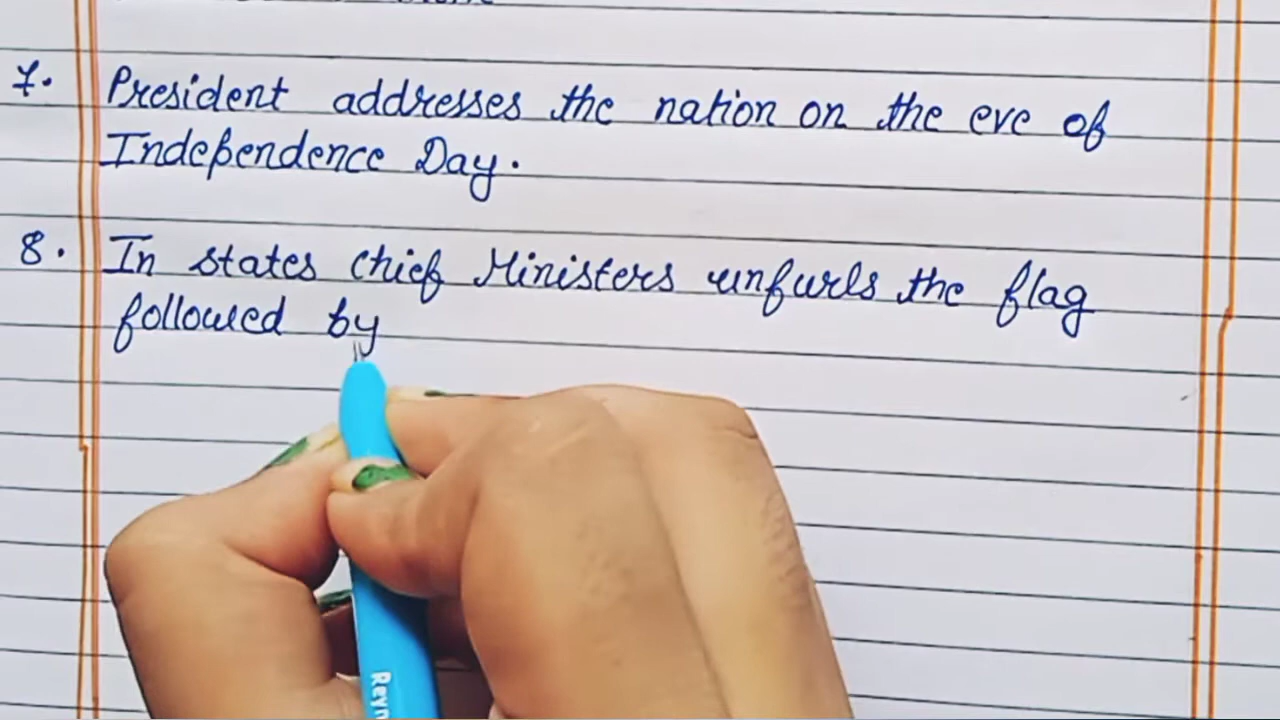 7. President addresses the nation on the eve of
Independence Day.
8. In states Chief Ministers unfurls the flag
followed by
Reyn